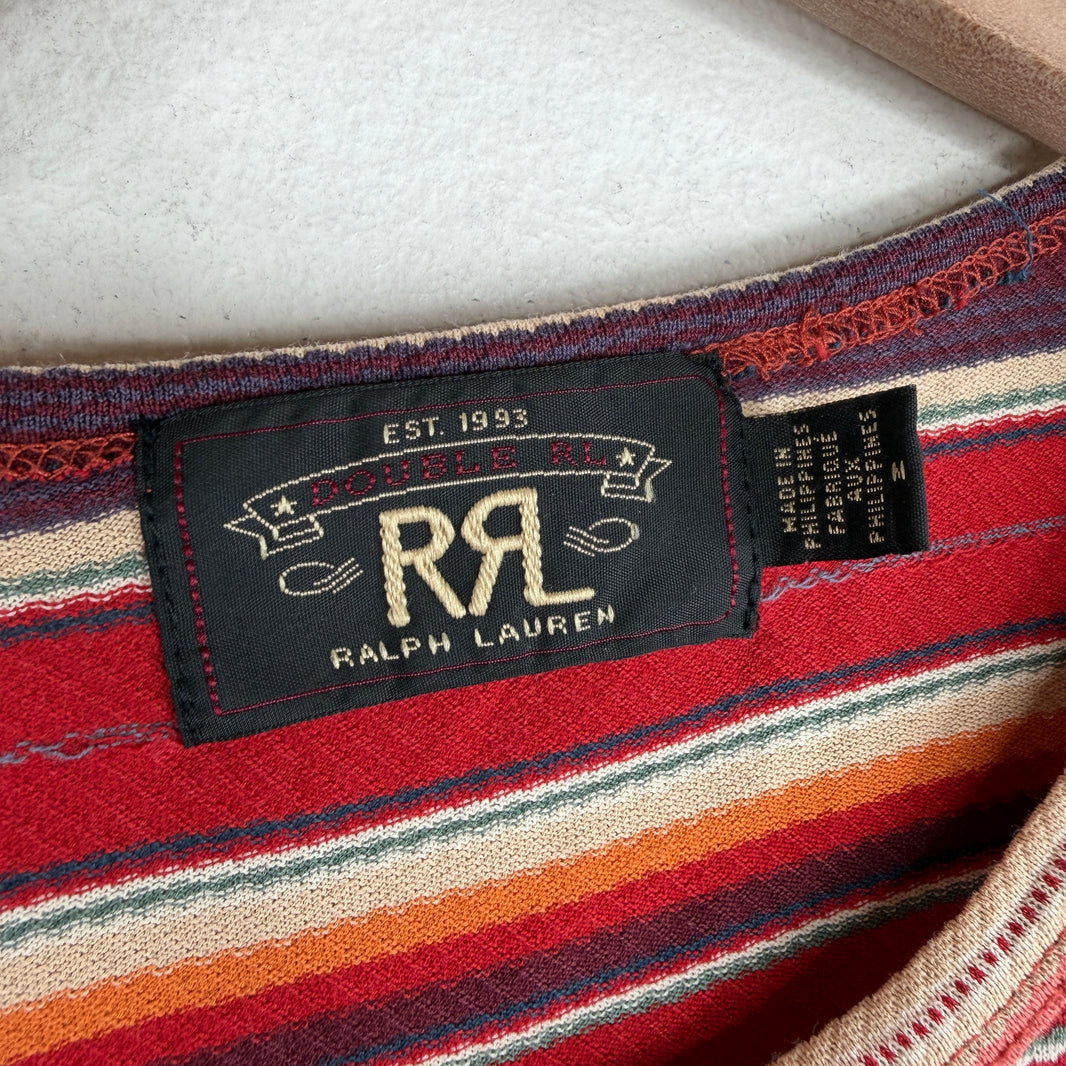 EST. 1993
DOUBLE RL
RRL
RALPH LAUREN
MADE IN
PHILIPPINES
FABRIQUÉ
AUX
PHILIPPINES
M